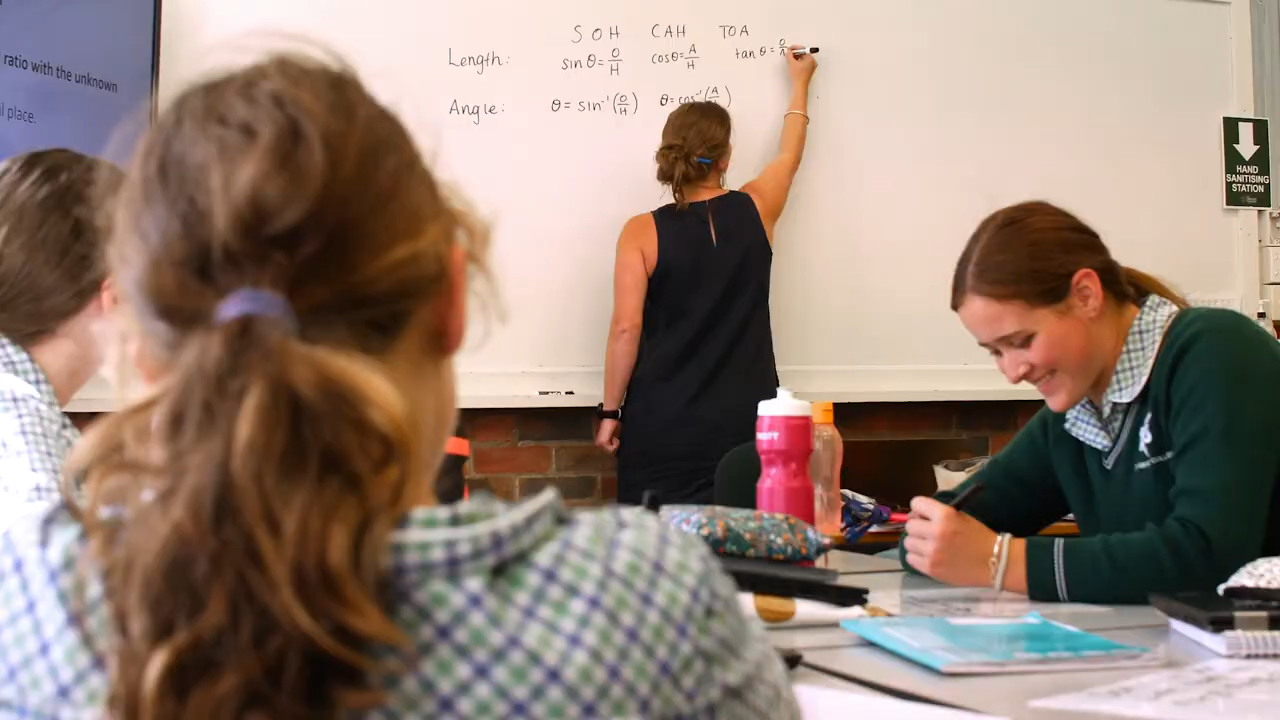 ratio with the unknown
al place.
SOH CAH TOA
Length: sin θ = O/H cos θ = A/H tan θ = O/A
Angle: θ = sin⁻¹(O/H) θ = cos⁻¹(A/ )
HAND
SANITISING
STATION